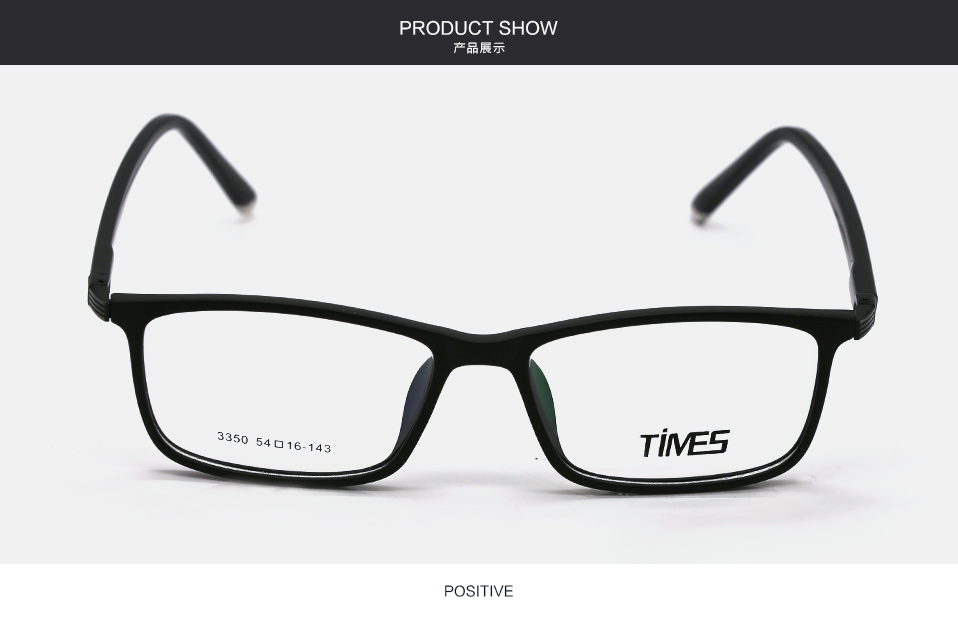 PRODUCT SHOW
产品展示
3350 54□16-143
TiMES
POSITIVE